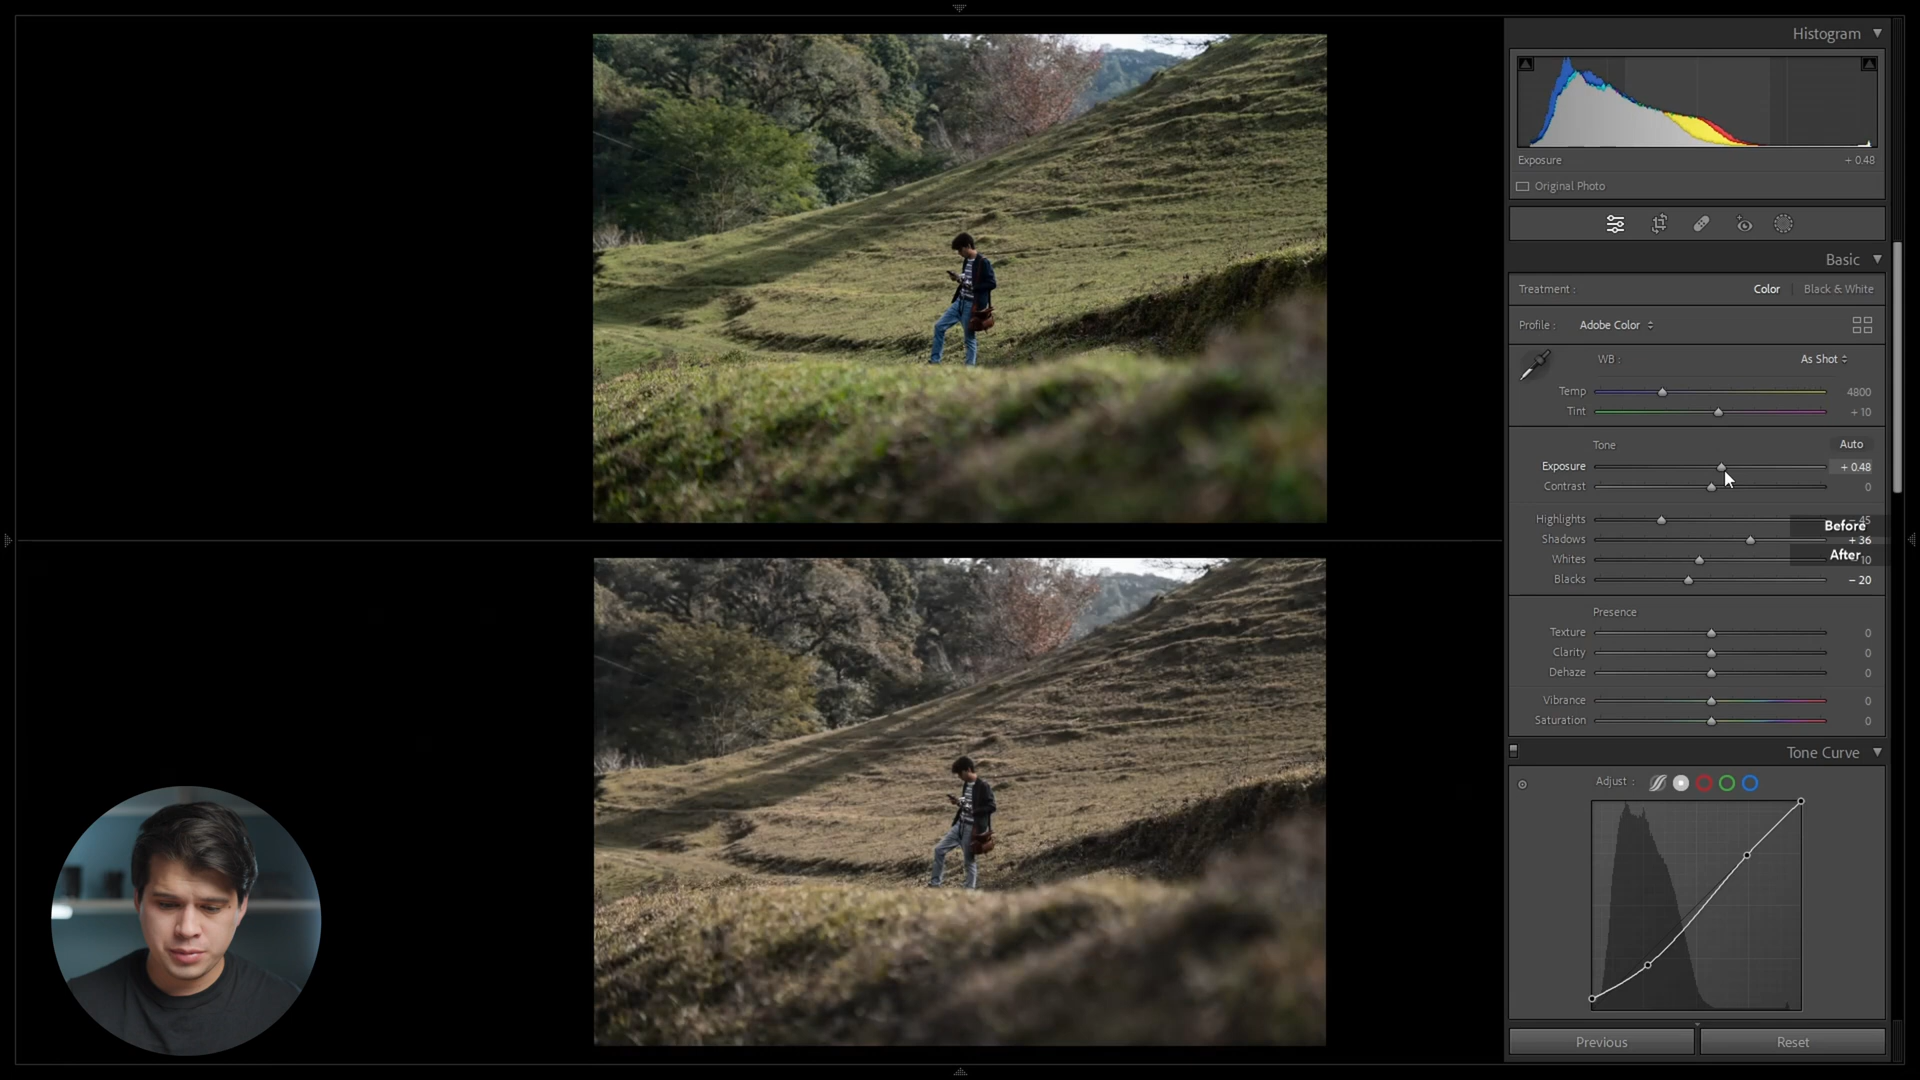 Histogram
Exposure + 0.48
Original Photo
Basic
Treatment : Color Black & White
Profile : Adobe Color
WB : As Shot
Temp 4800
Tint + 10
Tone Auto
Exposure + 0.48
Contrast 0
Highlights – 45
Before
Shadows + 36
After
Whites – 10
Blacks – 20
Presence
Texture 0
Clarity 0
Dehaze 0
Vibrance 0
Saturation 0
Tone Curve
Adjust :
Previous Reset